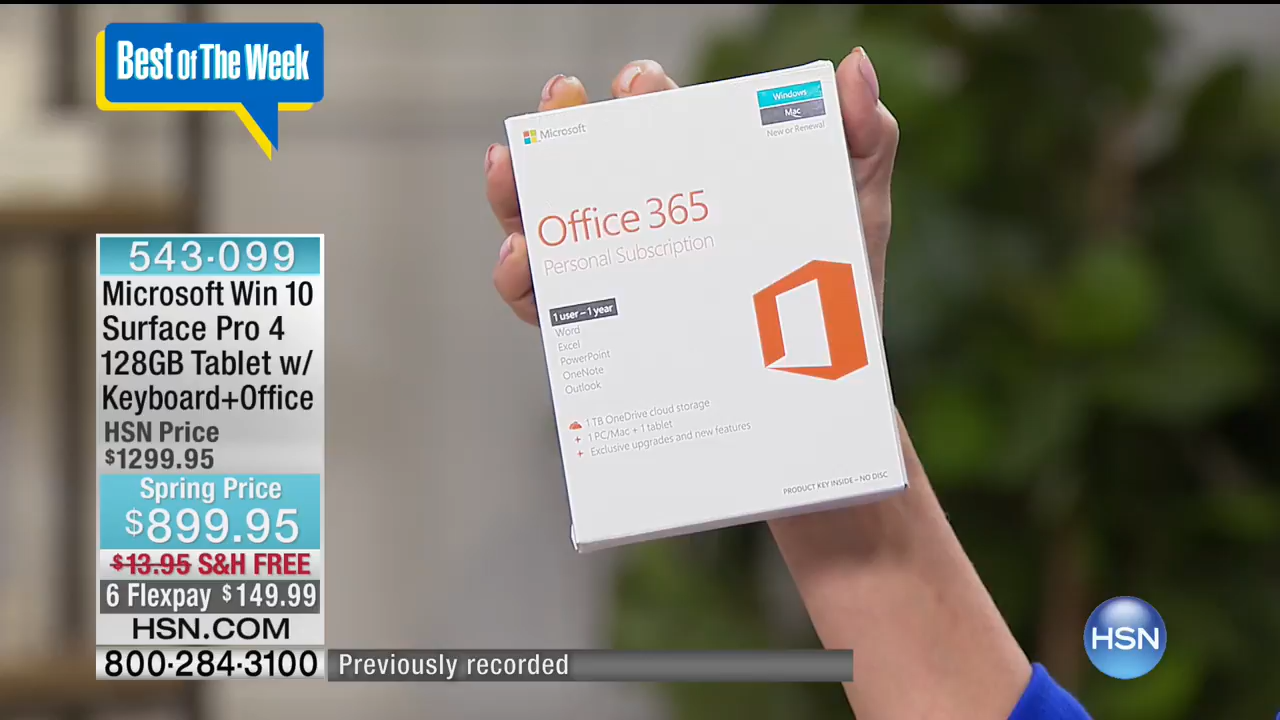 Best of The Week
543-099
Microsoft Win 10
Surface Pro 4
128GB Tablet w/
Keyboard+Office
HSN Price
$1299.95
Spring Price
$899.95
$13.95 S&H FREE
6 Flexpay $149.99
HSN.COM
800-284-3100
Previously recorded
Microsoft
Windows
Mac
New or Renewal
Office 365
Personal Subscription
1 user – 1 year
Word
Excel
PowerPoint
OneNote
Outlook
1 TB OneDrive cloud storage
+ 1 PC/Mac + 1 tablet
+ Exclusive upgrades and new features
PRODUCT KEY INSIDE – NO DISC
HSN